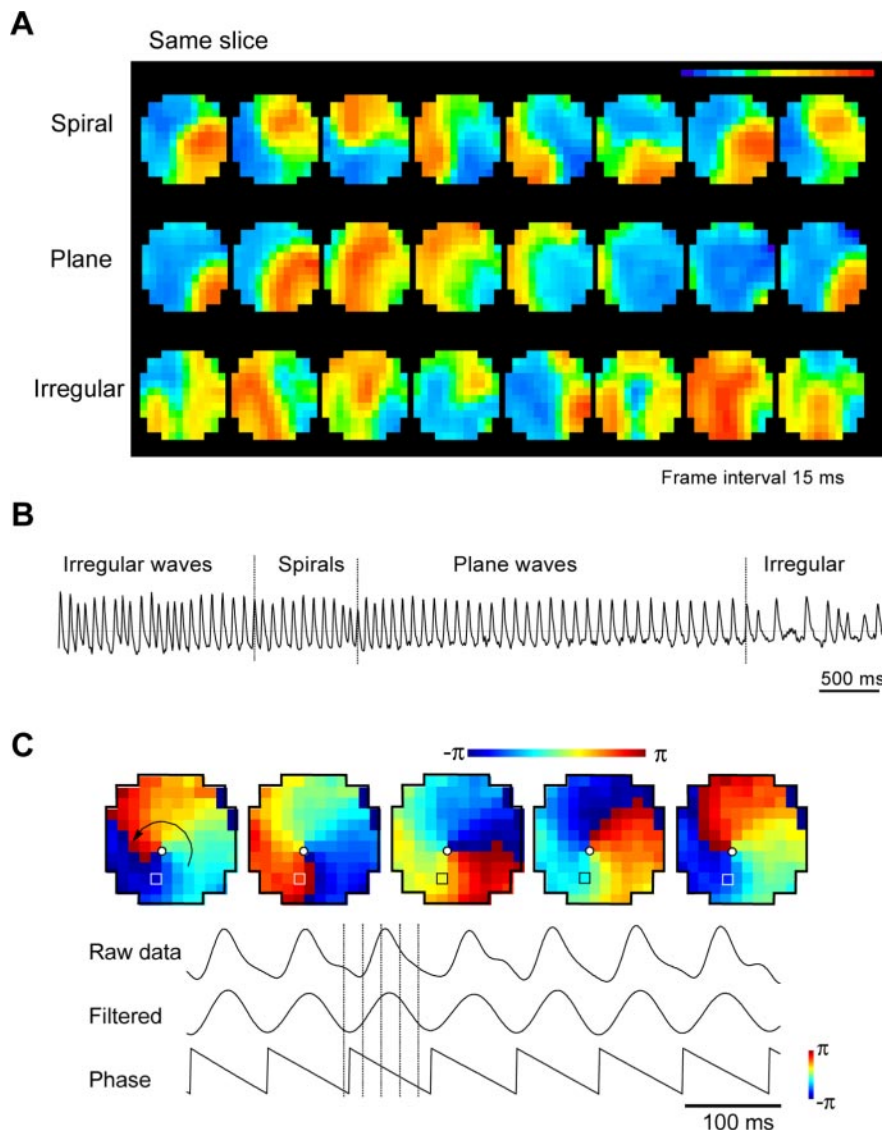 A
Same slice
Spiral
Plane
Irregular
Frame interval 15 ms
B
Irregular waves Spirals Plane waves Irregular
500 ms
C
-π π
Raw data
Filtered
Phase
π
-π
100 ms